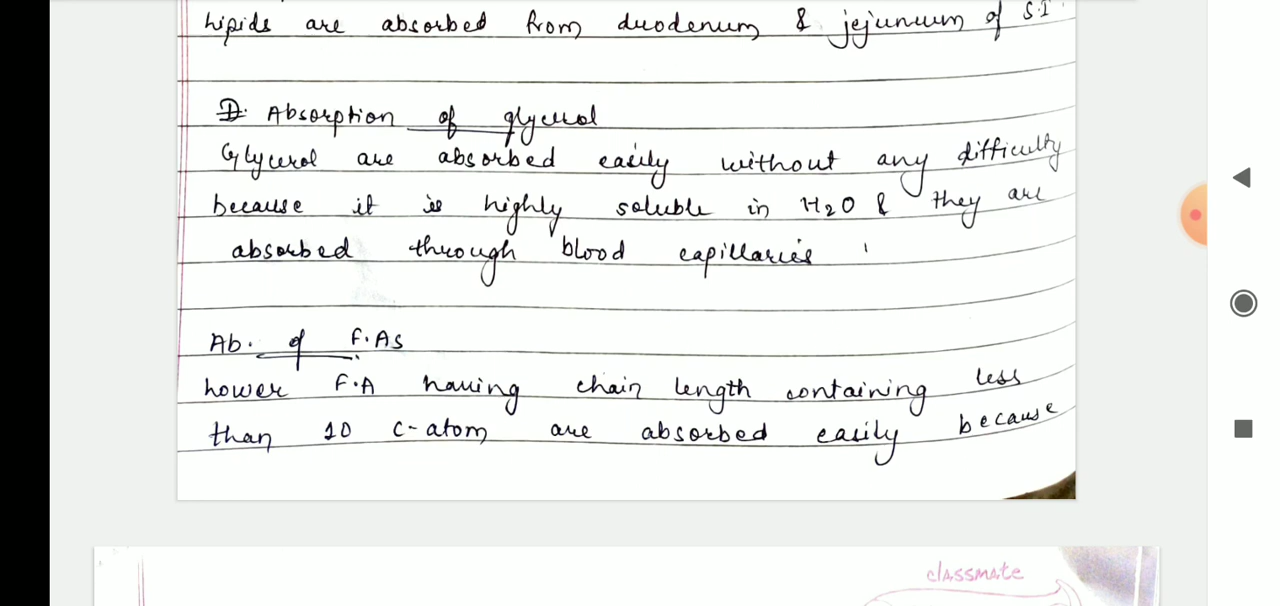 Lipids are absorbed from duodenum & jejunum of S.I.
I. Absorption of glycerol
Glycerol are absorbed easily without any difficulty
because it is highly soluble in H2O & they are
absorbed through blood capillaries
Ab. of F.As
Lower F.A having chain length containing less
than 10 C-atom are absorbed easily because
classmate